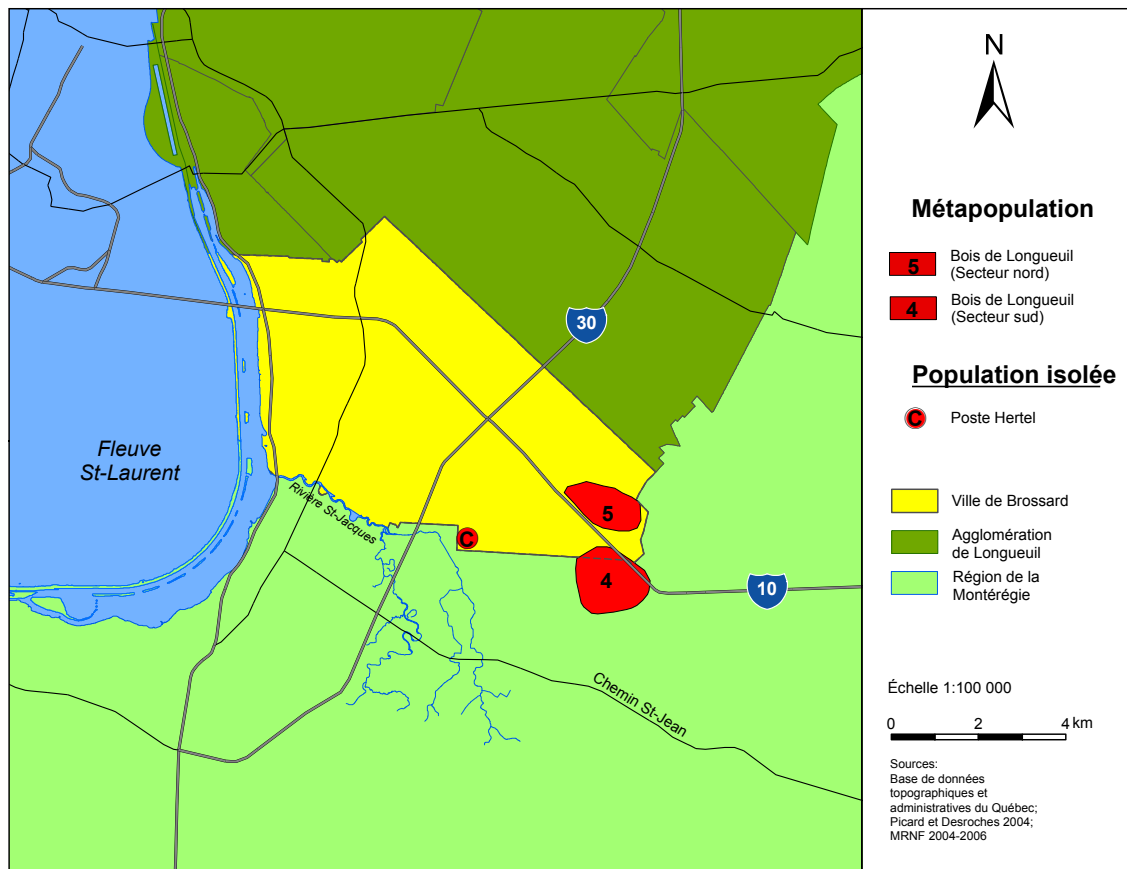 N
Métapopulation
5
Bois de Longueuil
(Secteur nord)
4
Bois de Longueuil
(Secteur sud)
Population isolée
C
Poste Hertel
Ville de Brossard
Agglomération
de Longueuil
Région de la
Montérégie
Échelle 1:100 000
0 2 4 km
Sources:
Base de données
topographiques et
administratives du Québec;
Picard et Desroches 2004;
MRNF 2004-2006
30
Fleuve
St-Laurent
Rivière St-Jacques
5
C
4
10
Chemin St-Jean